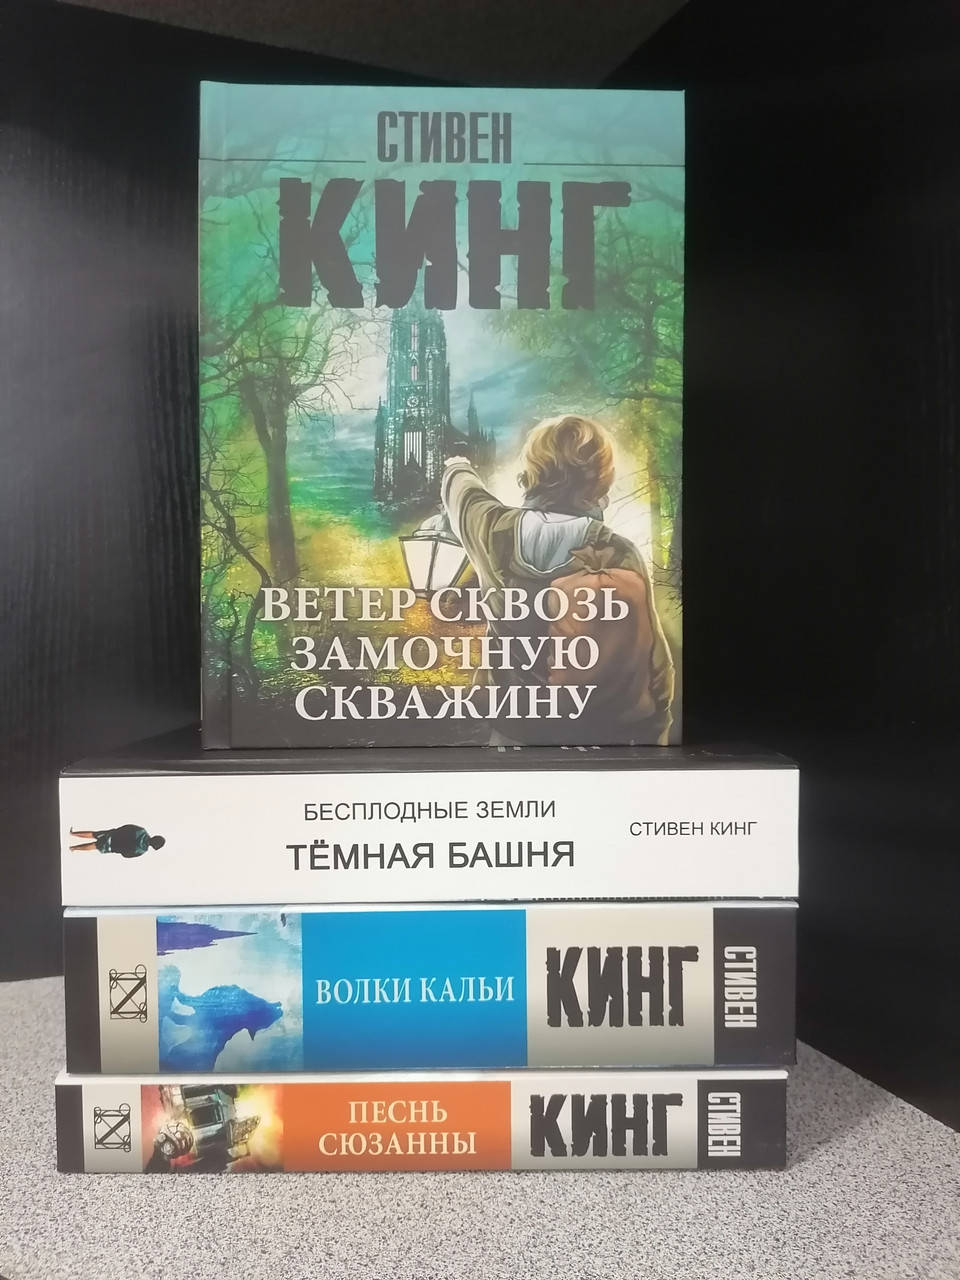 СТИВЕН
КИНГ
ВЕТЕР СКВОЗЬ
ЗАМОЧНУЮ
СКВАЖИНУ
БЕСПЛОДНЫЕ ЗЕМЛИ
ТЁМНАЯ БАШНЯ
СТИВЕН КИНГ
ВОЛКИ КАЛЬИ
КИНГ
СТИВЕН
ПЕСНЬ
СЮЗАННЫ
КИНГ
СТИВЕН